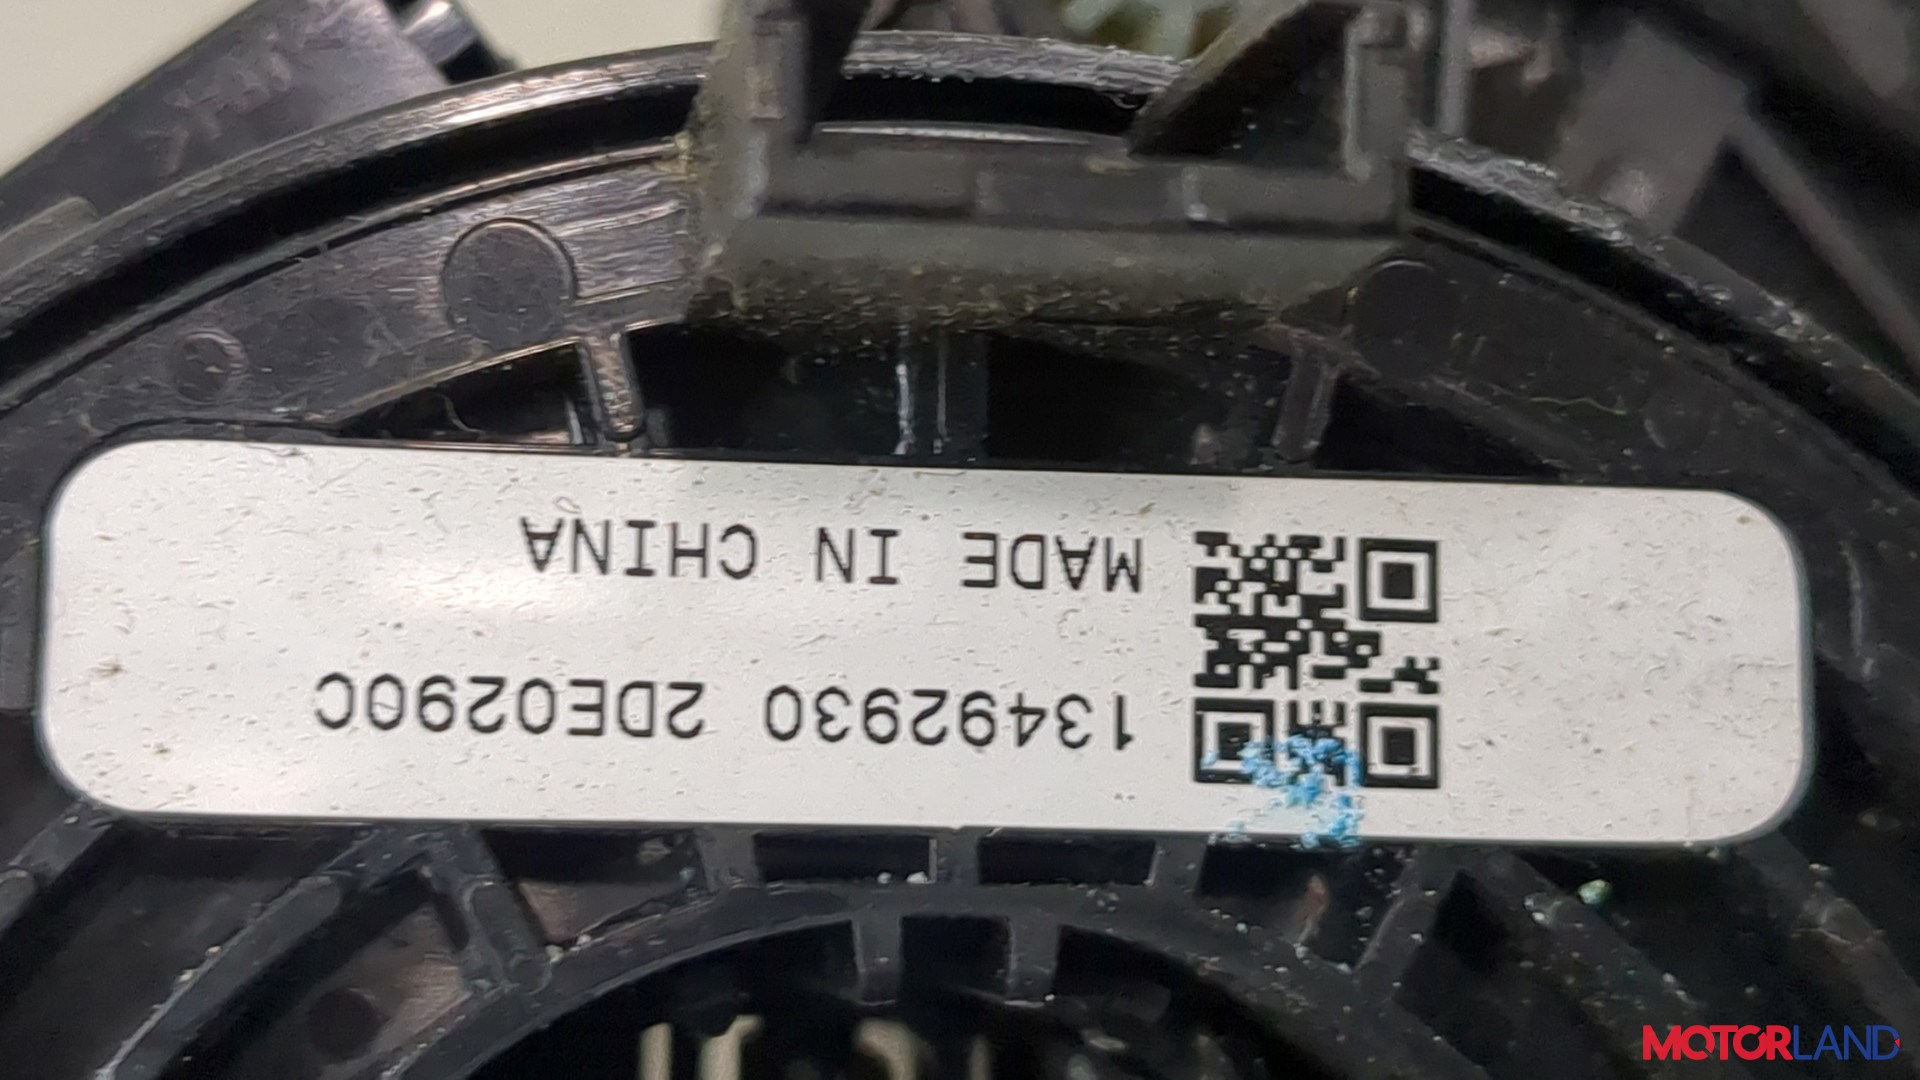 13492930 2DE0290C
MADE IN CHINA
MOTORLAND